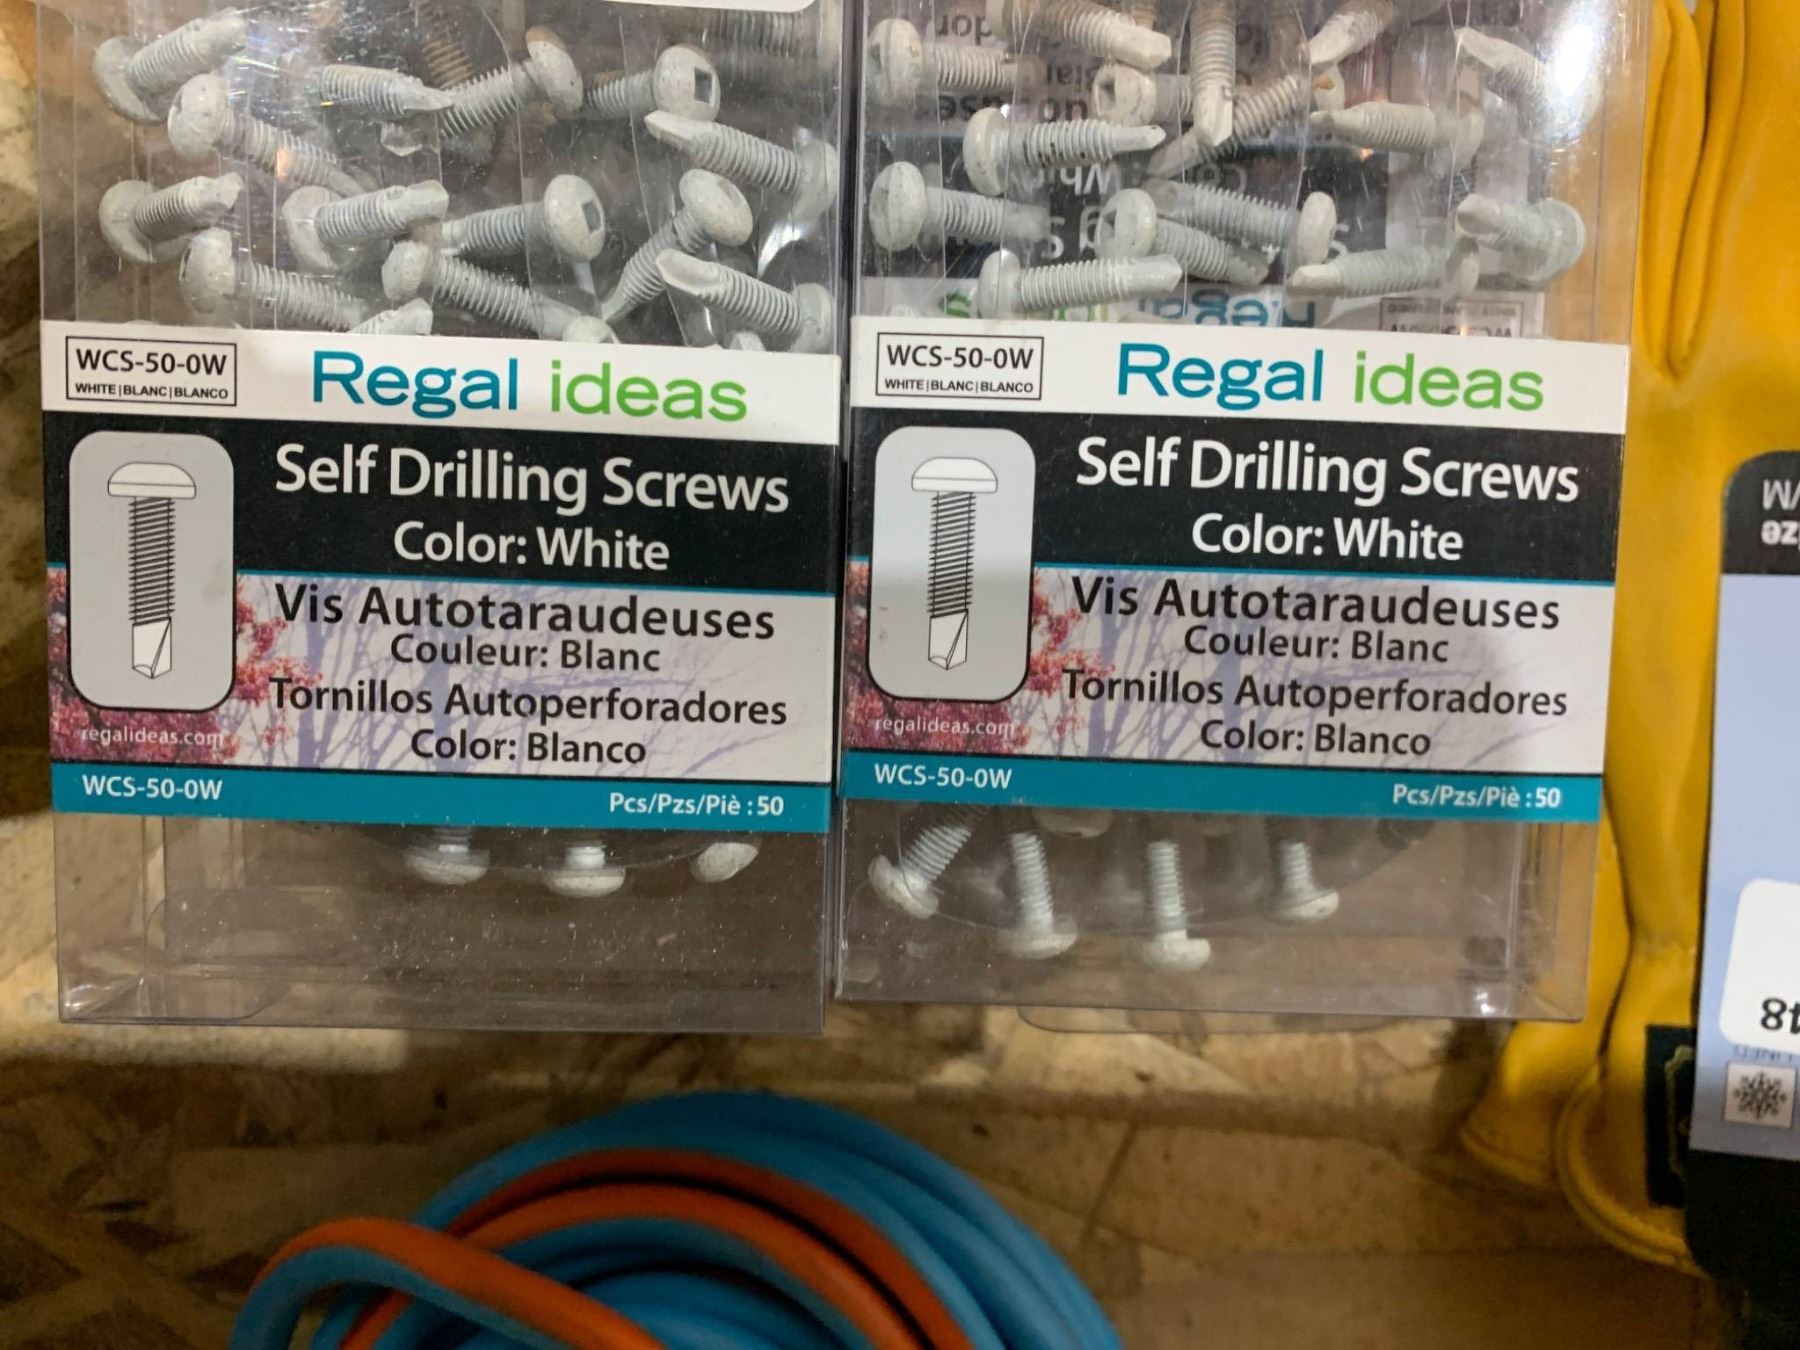 WCS-50-0W
WHITE|BLANC|BLANCO
Regal ideas
Self Drilling Screws
Color: White
Vis Autotaraudeuses
Couleur: Blanc
Tornillos Autoperforadores
Color: Blanco
regalideas.com
WCS-50-0W
Pcs/Pzs/Piè : 50
WCS-50-0W
WHITE|BLANC|BLANCO
Regal ideas
Self Drilling Screws
Color: White
Vis Autotaraudeuses
Couleur: Blanc
Tornillos Autoperforadores
Color: Blanco
regalideas.com
WCS-50-0W
Pcs/Pzs/Piè : 50
Regal ideas
LINED